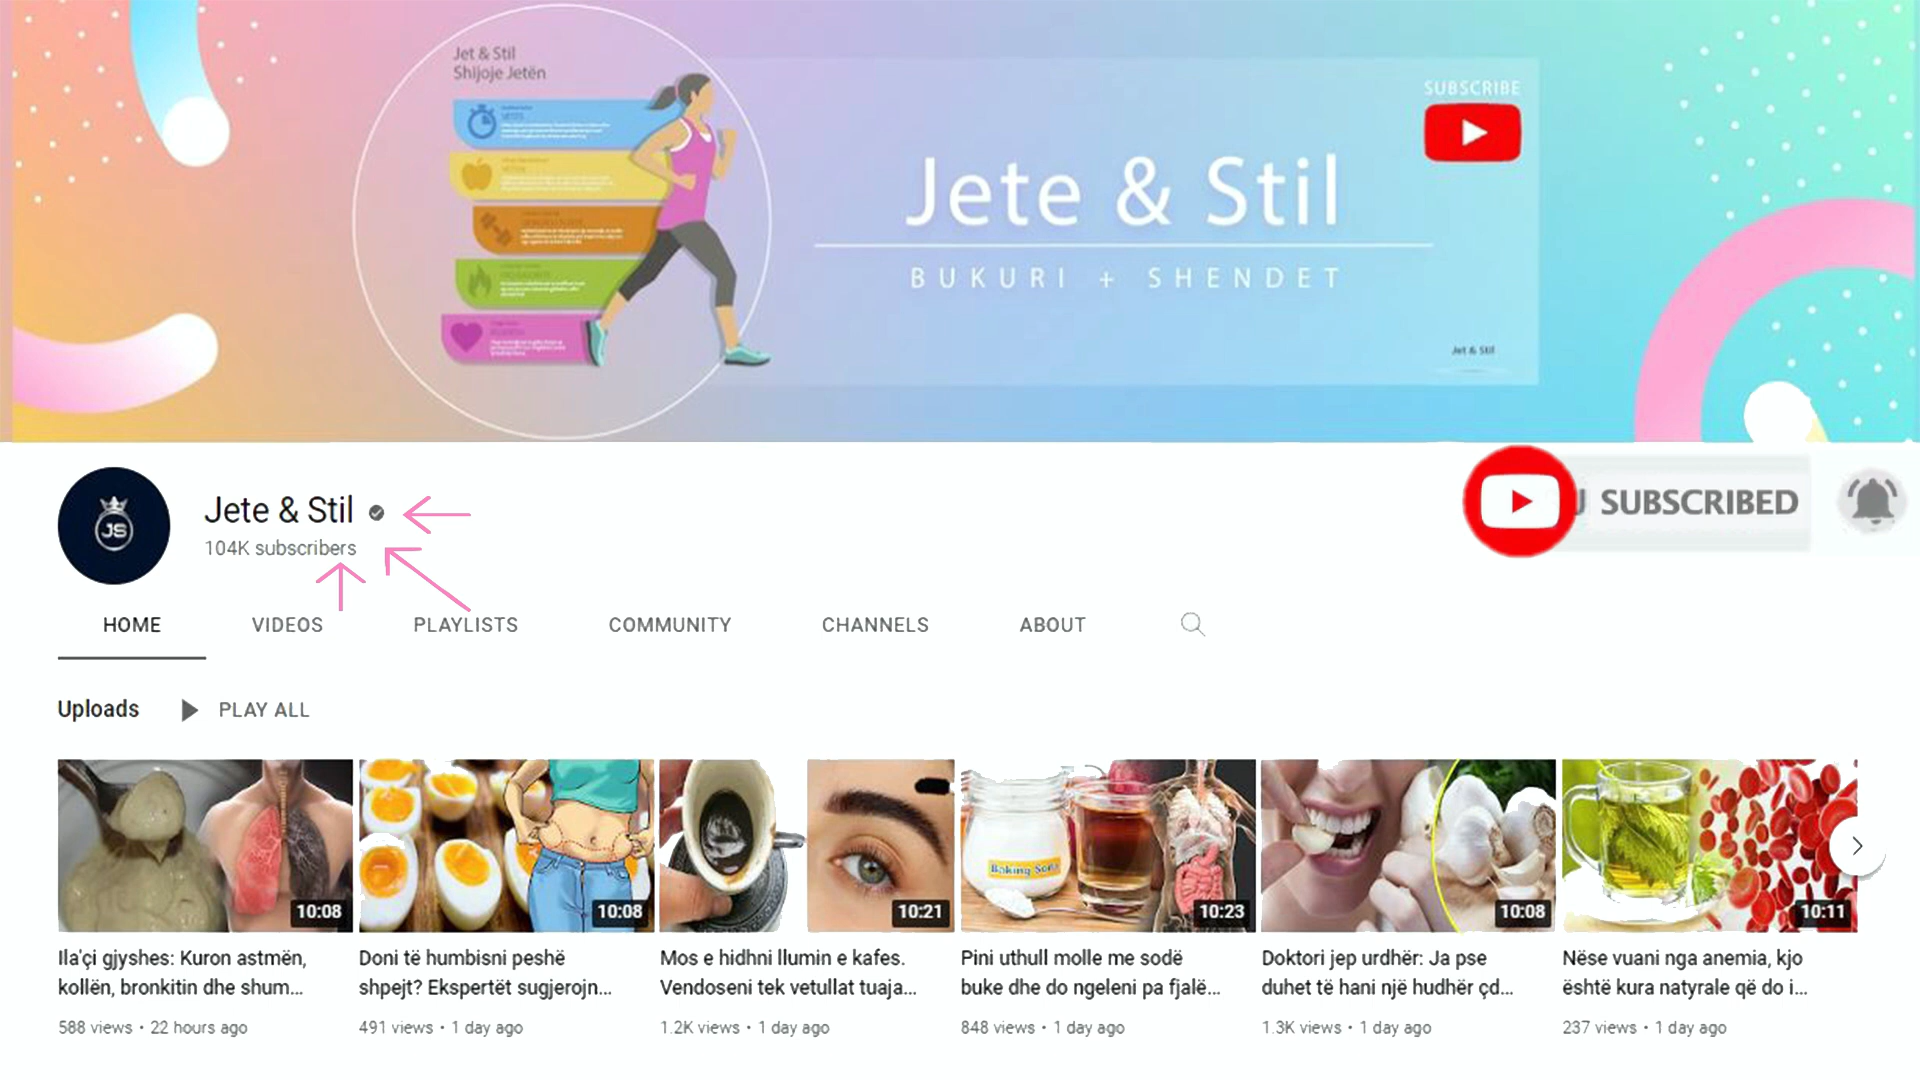 Jet & Stil
Shijoje Jetën
SUBSCRIBE
Jete & Stil
BUKURI + SHENDET
Jet & Stil
JS
Jete & Stil
104K subscribers
SUBSCRIBED
HOME VIDEOS PLAYLISTS COMMUNITY CHANNELS ABOUT
Uploads PLAY ALL
Baking Soda
10:08 10:08 10:21 10:23 10:08 10:11
Ila'çi gjyshes: Kuron astmën,
kollën, bronkitin dhe shum...
588 views • 22 hours ago
Doni të humbisni peshë
shpejt? Ekspertët sugjerojn...
491 views • 1 day ago
Mos e hidhni llumin e kafes.
Vendoseni tek vetullat tuaja...
1.2K views • 1 day ago
Pini uthull molle me sodë
buke dhe do ngeleni pa fjalë...
848 views • 1 day ago
Doktori jep urdhër: Ja pse
duhet të hani një hudhër çd...
1.3K views • 1 day ago
Nëse vuani nga anemia, kjo
është kura natyrale që do i...
237 views • 1 day ago